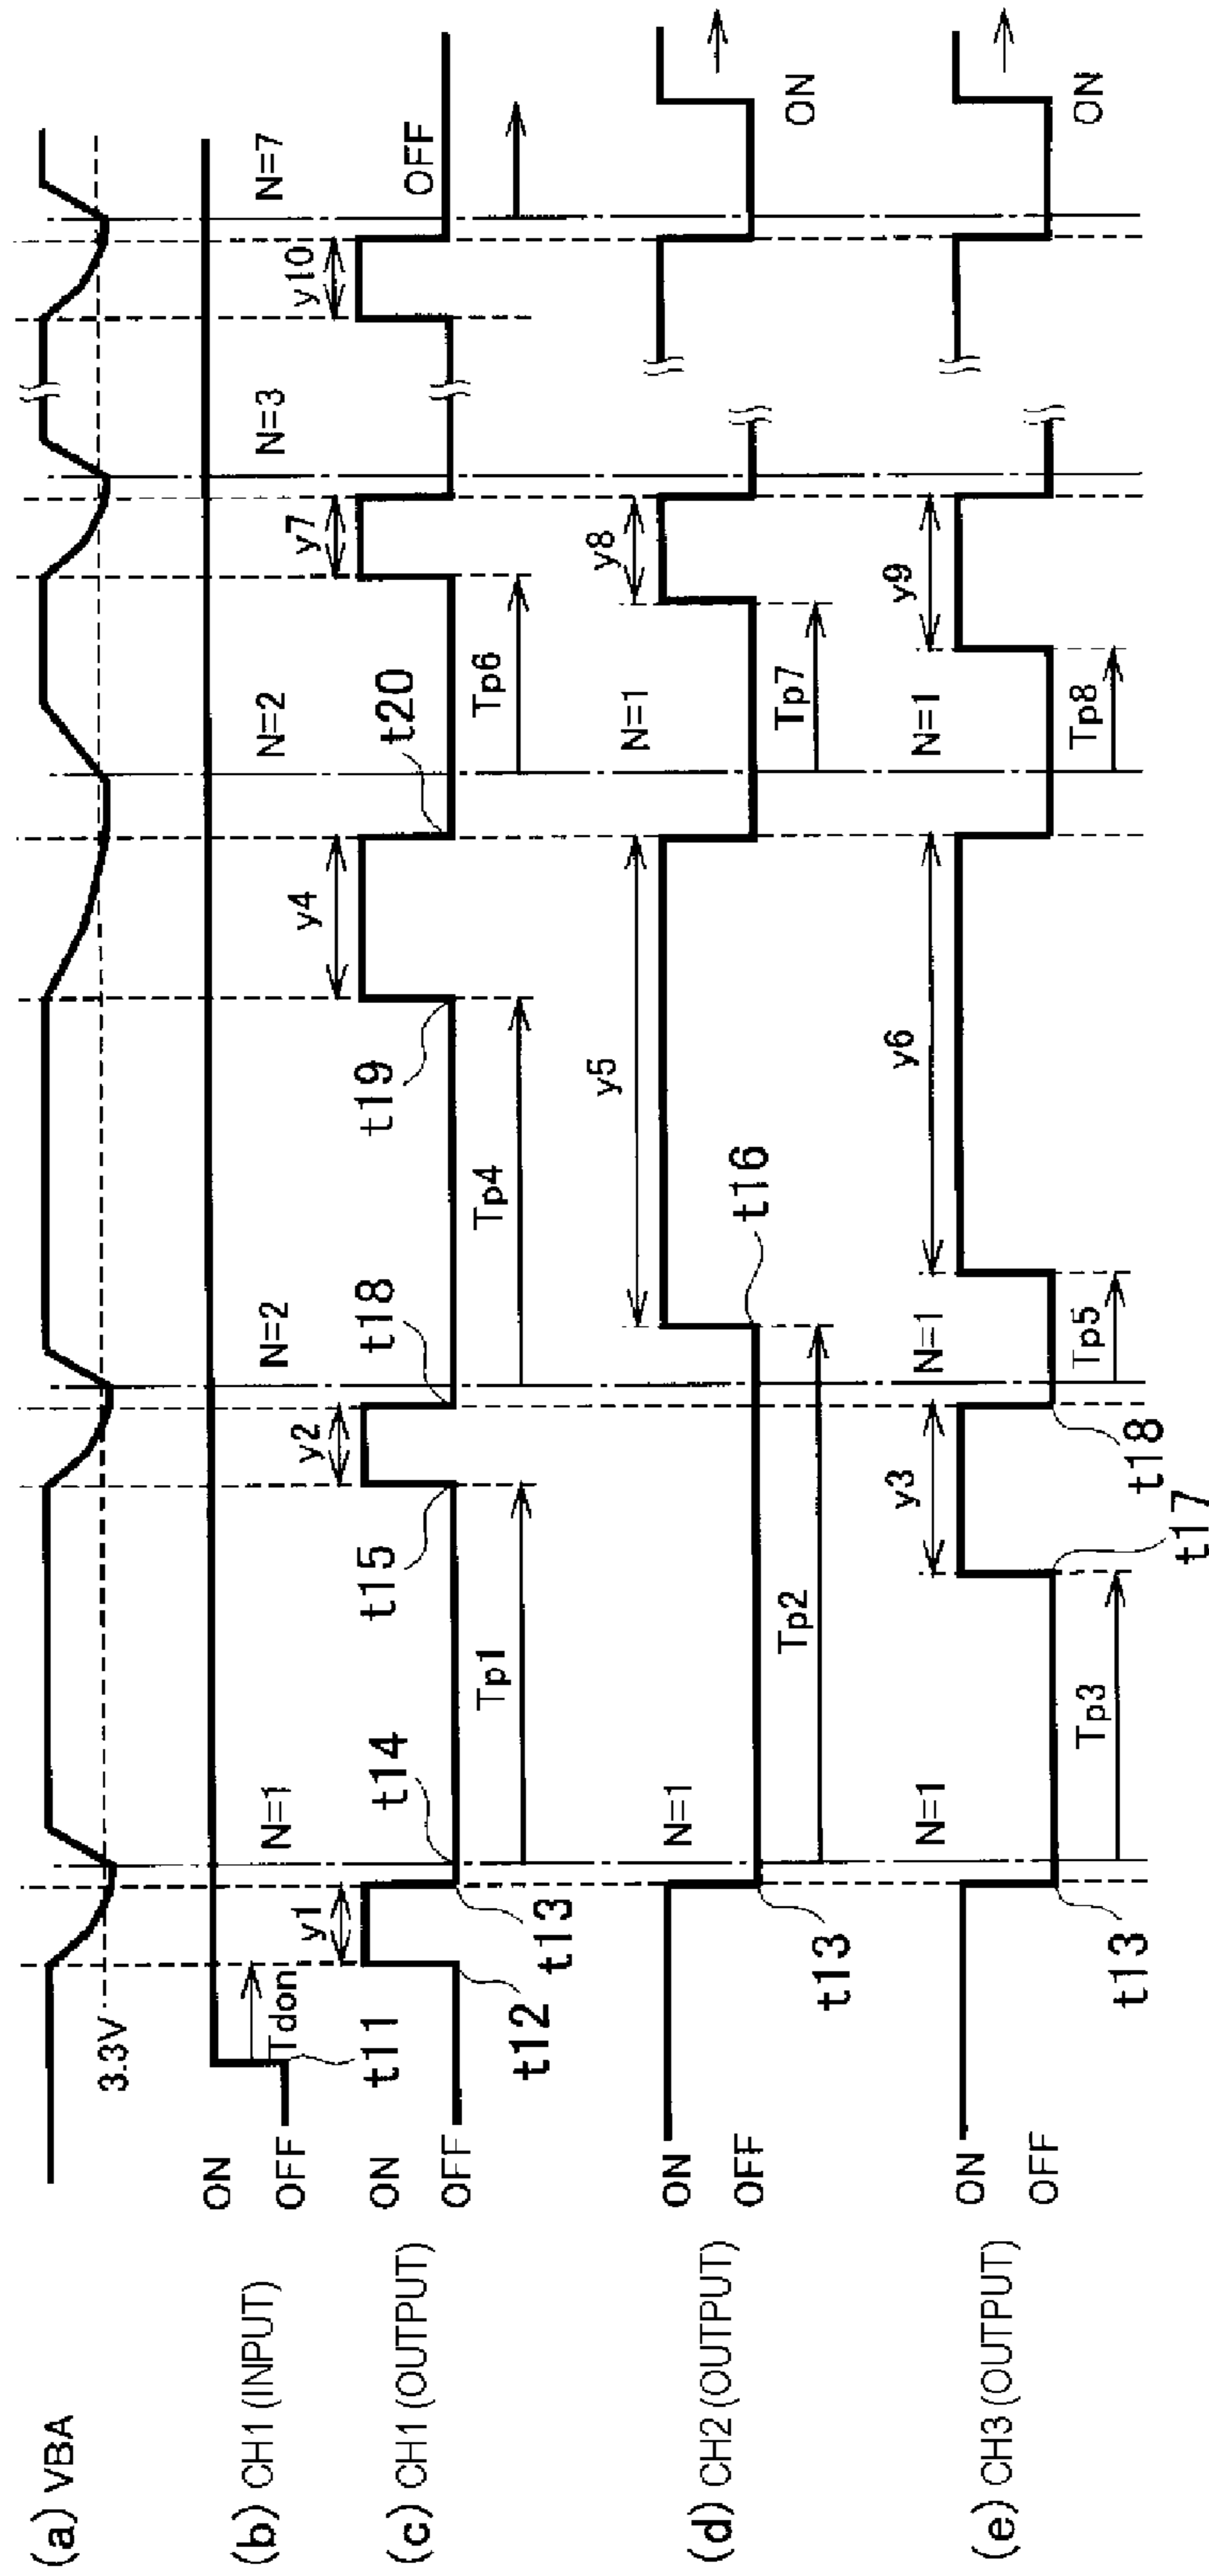 (a) VBA
3.3V
(b) CH1 (INPUT)
ON
OFF
Tdon
t11
N=1
N=2
N=2
N=3
N=7
(c) CH1 (OUTPUT)
ON
OFF
t12
y1
t13
t14
Tp1
t15
y2
t18
Tp4
t19
y4
t20
Tp6
y7
y10
OFF
(d) CH2 (OUTPUT)
ON
OFF
t13
N=1
Tp2
t16
y5
N=1
Tp7
y8
ON
(e) CH3 (OUTPUT)
ON
OFF
t13
N=1
Tp3
t17
y3
t18
N=1
Tp5
y6
N=1
Tp8
y9
ON